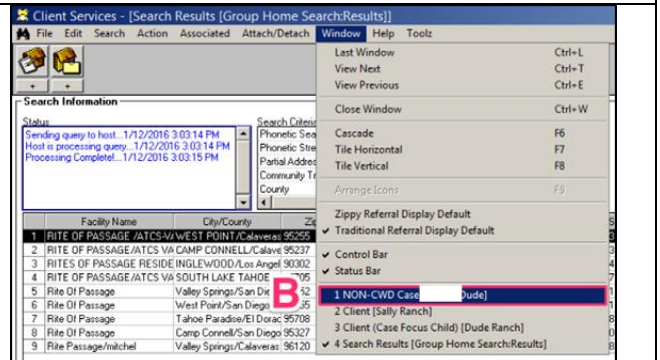 Client Services - [Search Results [Group Home Search:Results]]
File Edit Search Action Associated Attach/Detach Window Help Toolz
Last Window Ctrl+L
View Next Ctrl+T
View Previous Ctrl+E
Close Window Ctrl+W
Cascade F6
Tile Horizontal F7
Tile Vertical F8
Arrange Icons F9
Zippy Referral Display Default
✓ Traditional Referral Display Default
✓ Control Bar
✓ Status Bar
1 NON-CWD Case Dude]
2 Client [Sally Ranch]
3 Client (Case Focus Child) [Dude Ranch]
✓ 4 Search Results [Group Home Search:Results]
+ +
Search Information
Status
Sending query to host...1/12/2016 3:03:14 PM
Host is processing query...1/12/2016 3:03:14 PM
Processing Complete!...1/12/2016 3:03:15 PM
Search Criteria
Phonetic Sea
Phonetic Stre
Partial Addres
Community Tr
County
Facility Name City/County
1 RITE OF PASSAGE /ATCS-VA WEST POINT/Calaveras 95255
2 RITE OF PASSAGE/ATCS VA CAMP CONNELL/Calave 95237
3 RITES OF PASSAGE RESIDE INGLEWOOD/Los Angel 90302
4 RITE OF PASSAGE/ATCS VA SOUTH LAKE TAHOE 705
5 Rite Of Passage Valley Springs/San Die 52
6 Rite Of Passage West Point/San Diego
7 Rite Of Passage Tahoe Paradise/El Dorac 95708
8 Rite Of Passage Camp Connell/San Diego 95327
9 Rite Passage/mitchel Valley Springs/Calaveras 96120
B